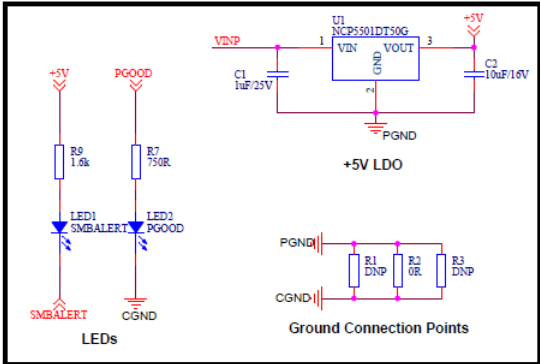 U1
NCP5501DT50G
+5V
VINP
1
VIN
VOUT
3
GND
2
C1
1uF/25V
C2
10uF/16V
PGND
+5V LDO
+5V
PGOOD
R9
1.6k
R7
750R
LED1
SMBALERT
LED2
PGOOD
SMBALERT
CGND
LEDs
PGND
R1
DNP
R2
0R
R3
DNP
CGND
Ground Connection Points